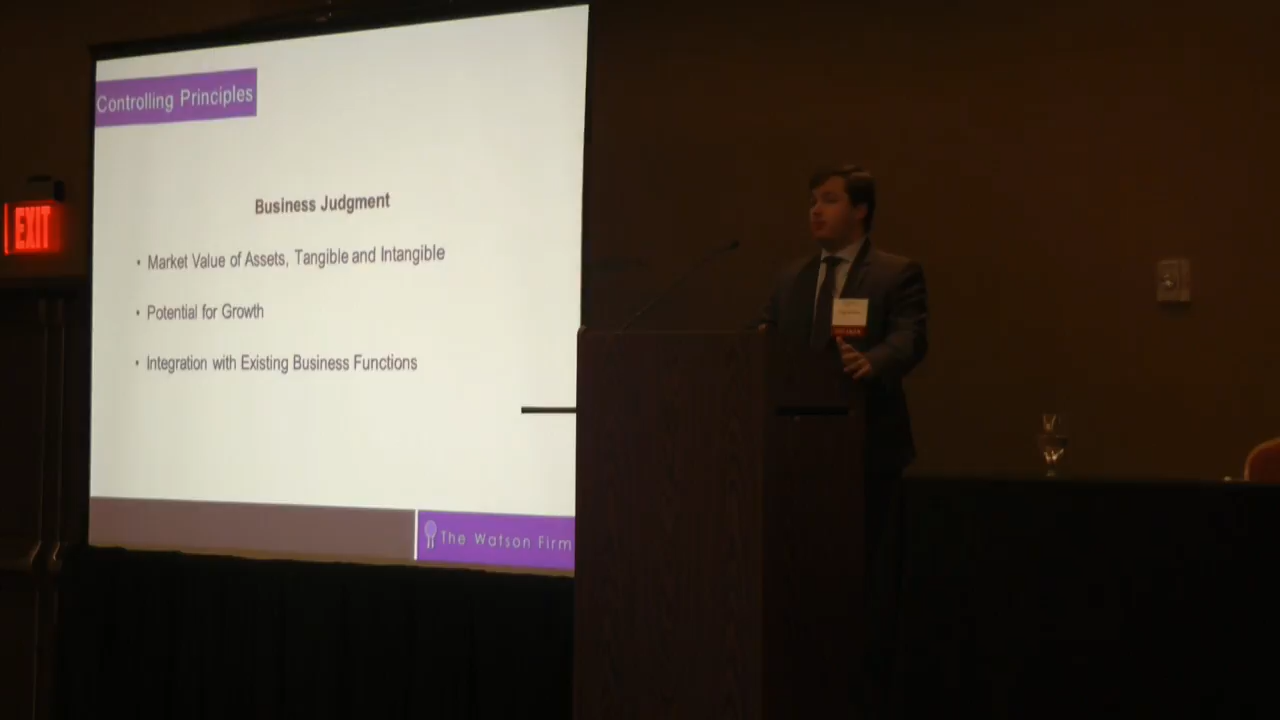 Controlling Principles
EXIT
Business Judgment
• Market Value of Assets, Tangible and Intangible
• Potential for Growth
• Integration with Existing Business Functions
The Watson Firm